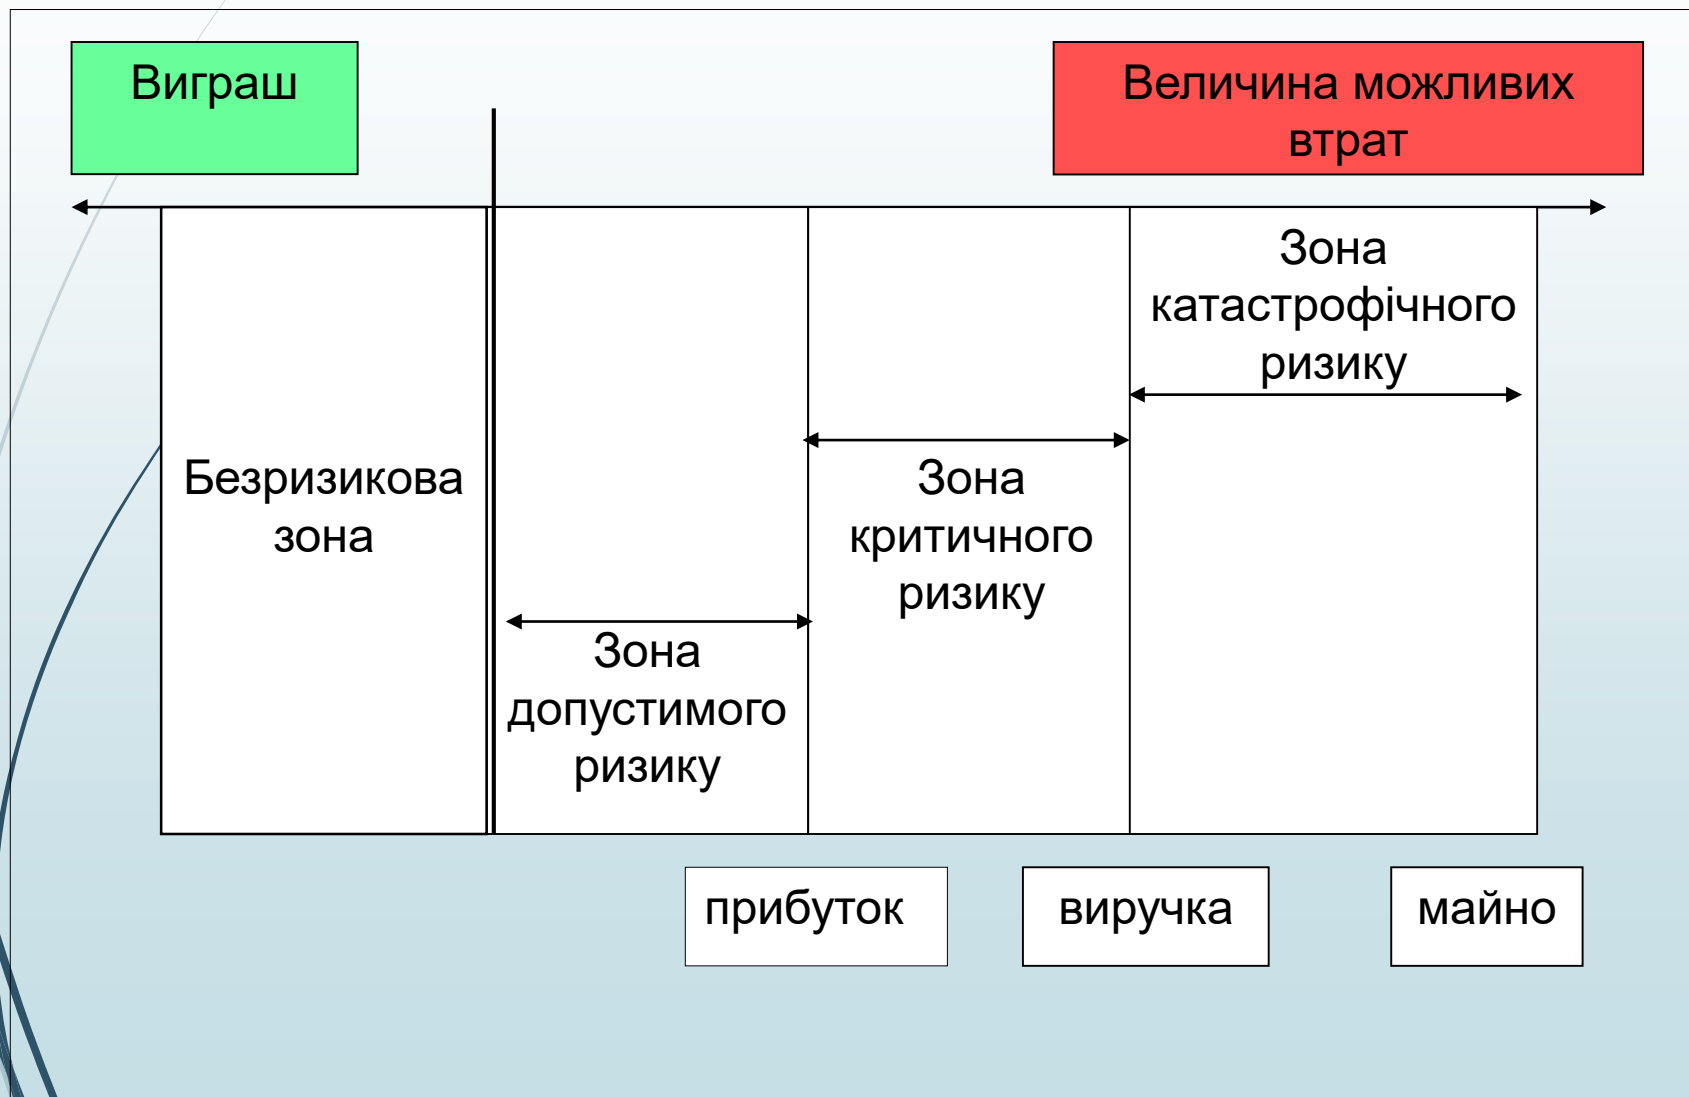 Виграш
Величина можливих
втрат
Безризикова
зона
Зона
допустимого
ризику
Зона
критичного
ризику
Зона
катастрофічного
ризику
прибуток
виручка
майно